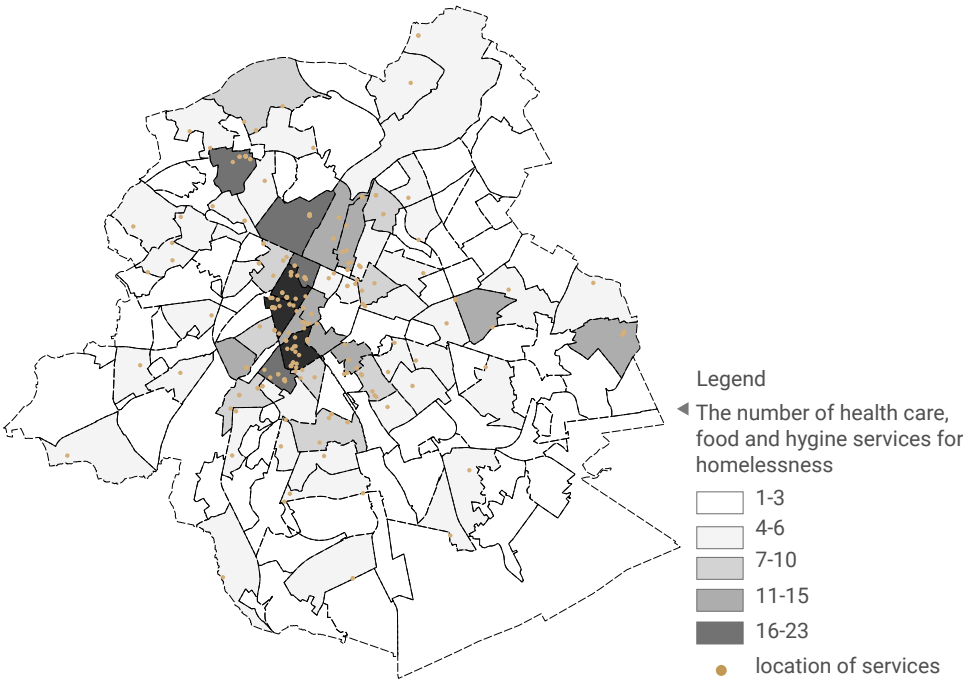 Legend
The number of health care,
food and hygine services for
homelessness
1-3
4-6
7-10
11-15
16-23
location of services